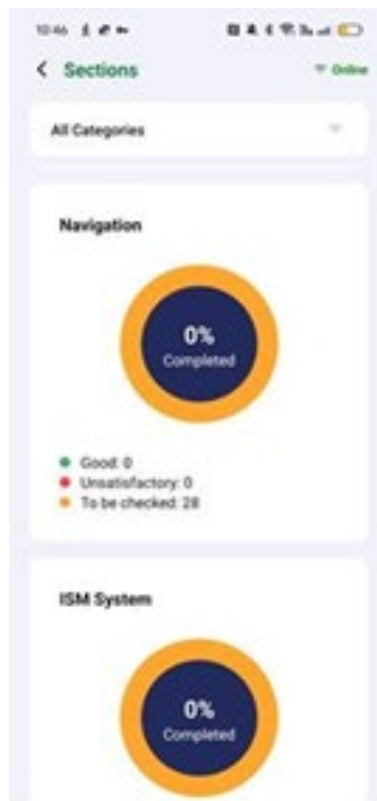 10:46
Sections
Online
All Categories
Navigation
0%
Completed
Good: 0
Unsatisfactory: 0
To be checked: 28
ISM System
0%
Completed